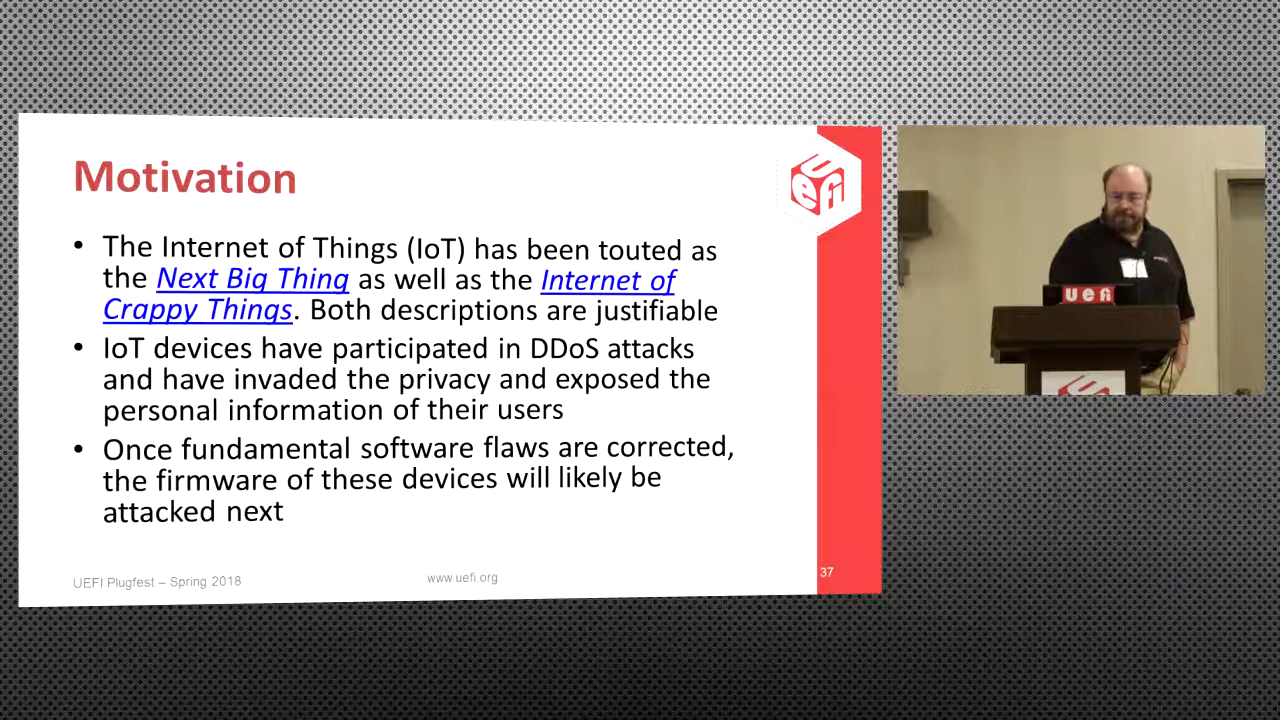 Motivation
uefi
• The Internet of Things (IoT) has been touted as
the Next Big Thing as well as the Internet of
Crappy Things. Both descriptions are justifiable
• IoT devices have participated in DDoS attacks
and have invaded the privacy and exposed the
personal information of their users
• Once fundamental software flaws are corrected,
the firmware of these devices will likely be
attacked next
UEFI Plugfest – Spring 2018
www.uefi.org
37
uefi